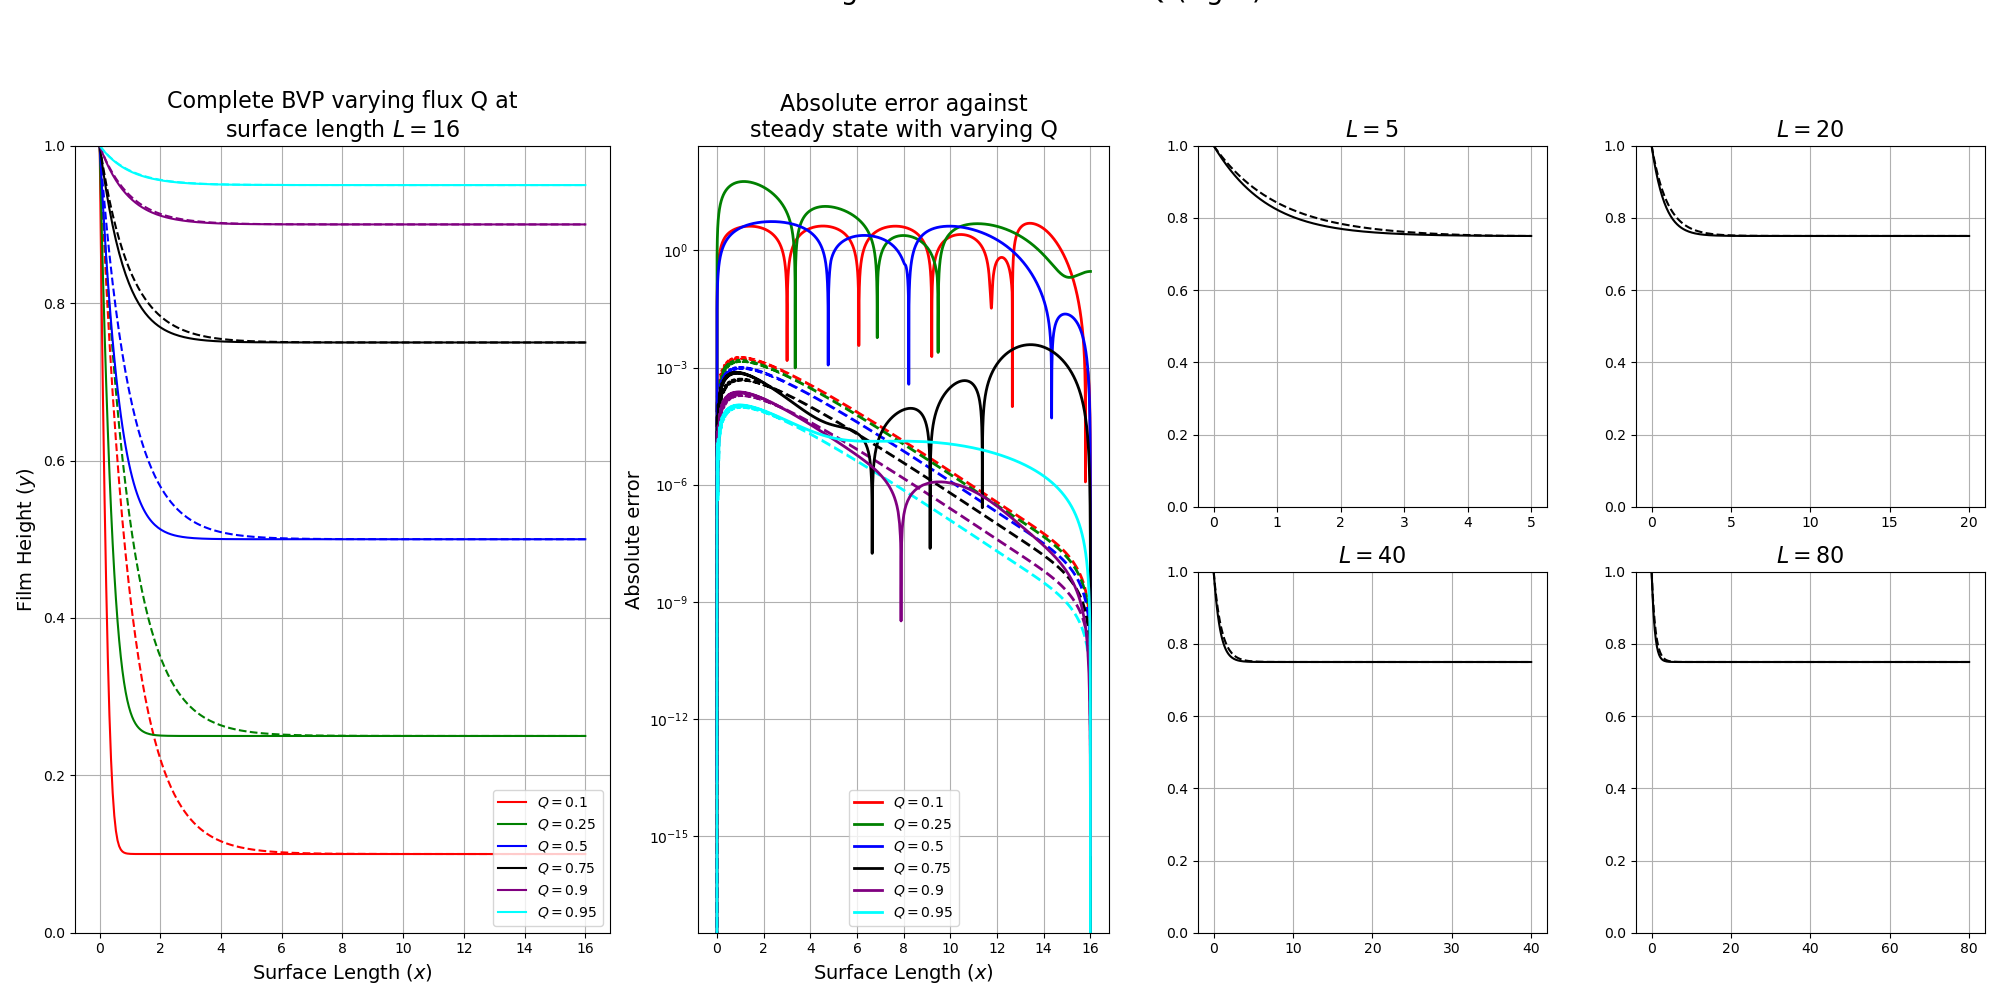 Complete BVP varying flux Q at
surface length L = 16
Film Height (y)
1.0
0.8
0.6
0.4
0.2
0.0
0 2 4 6 8 10 12 14 16
Surface Length (x)
Q = 0.1
Q = 0.25
Q = 0.5
Q = 0.75
Q = 0.9
Q = 0.95
Absolute error against
steady state with varying Q
Absolute error
10⁰
10⁻³
10⁻⁶
10⁻⁹
10⁻¹²
10⁻¹⁵
0 2 4 6 8 10 12 14 16
Surface Length (x)
Q = 0.1
Q = 0.25
Q = 0.5
Q = 0.75
Q = 0.9
Q = 0.95
L = 5
1.0
0.8
0.6
0.4
0.2
0.0
0 1 2 3 4 5
L = 20
1.0
0.8
0.6
0.4
0.2
0.0
0 5 10 15 20
L = 40
1.0
0.8
0.6
0.4
0.2
0.0
0 10 20 30 40
L = 80
1.0
0.8
0.6
0.4
0.2
0.0
0 20 40 60 80